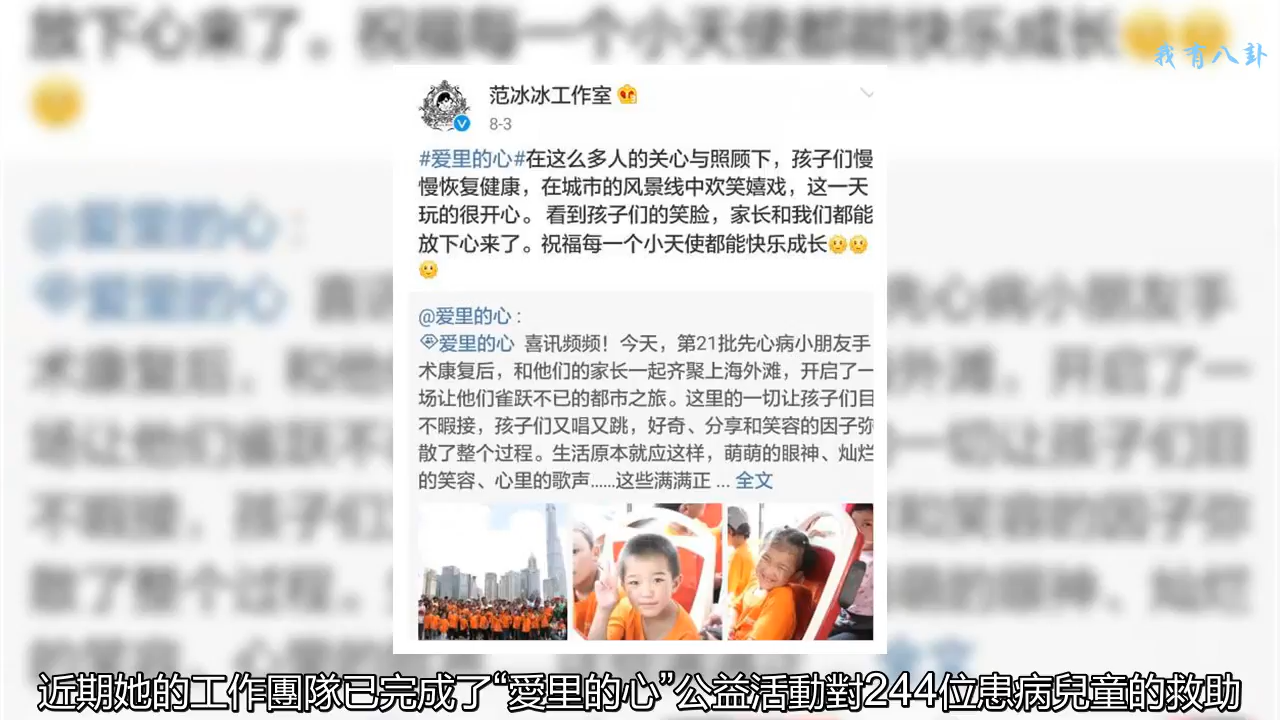 我有八卦
范冰冰工作室
8-3
#爱里的心#在这么多人的关心与照顾下，孩子们慢
慢恢复健康，在城市的风景线中欢笑嬉戏，这一天
玩的很开心。看到孩子们的笑脸，家长和我们都能
放下心来了。祝福每一个小天使都能快乐成长
@爱里的心：
爱里的心 喜讯频频！今天，第21批先心病小朋友手
术康复后，和他们的家长一起齐聚上海外滩，开启了一
场让他们雀跃不已的都市之旅。这里的一切让孩子们目
不暇接，孩子们又唱又跳，好奇、分享和笑容的因子弥
散了整个过程。生活原本就应这样，萌萌的眼神、灿烂
的笑容、心里的歌声......这些满满正 ... 全文
近期她的工作團隊已完成了“愛里的心”公益活動對244位患病兒童的救助